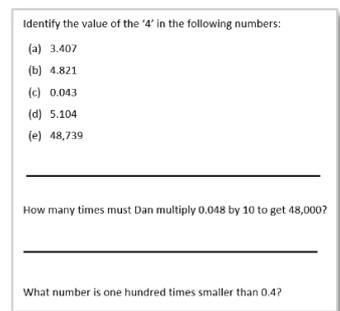 Identify the value of the ‘4’ in the following numbers:
(a) 3.407
(b) 4.821
(c) 0.043
(d) 5.104
(e) 48,739
How many times must Dan multiply 0.048 by 10 to get 48,000?
What number is one hundred times smaller than 0.4?